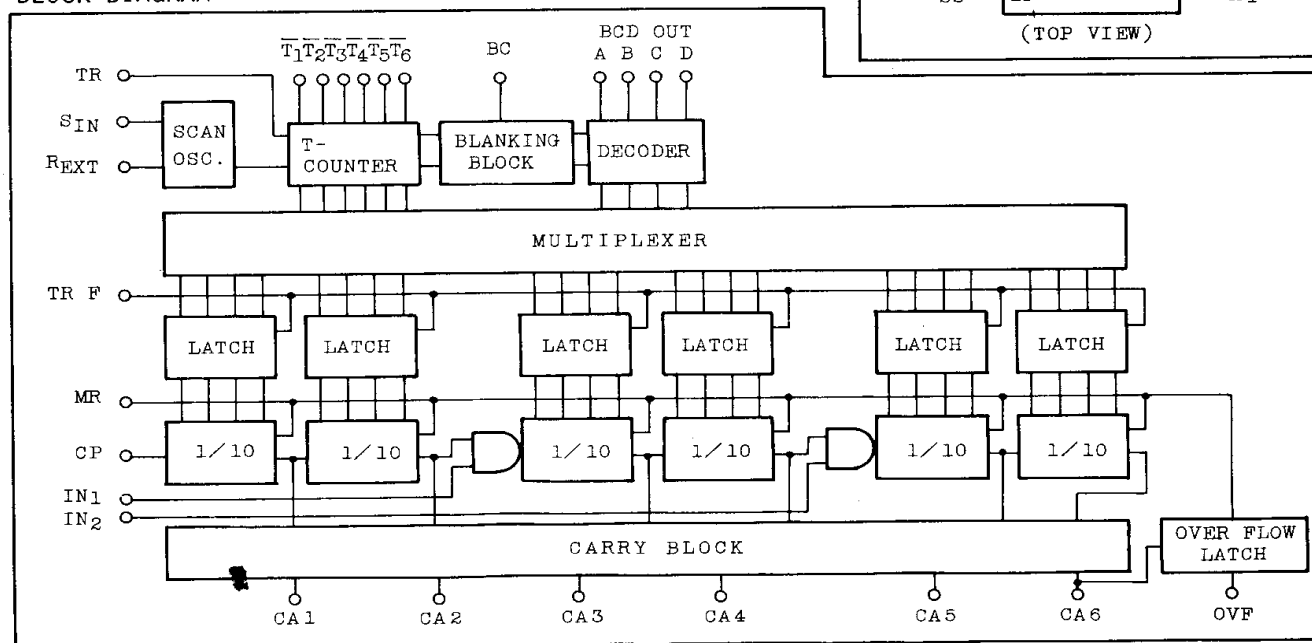 (TOP VIEW)
T1 T2 T3 T4 T5 T6
BC
BCD OUT
A B C D
TR
SIN
REXT
SCAN
OSC.
T-
COUNTER
BLANKING
BLOCK
DECODER
MULTIPLEXER
TR F
LATCH LATCH LATCH LATCH LATCH LATCH
MR
CP
1/10 1/10 1/10 1/10 1/10 1/10
IN1
IN2
CARRY BLOCK
OVER FLOW
LATCH
CA1 CA2 CA3 CA4 CA5 CA6 OVF